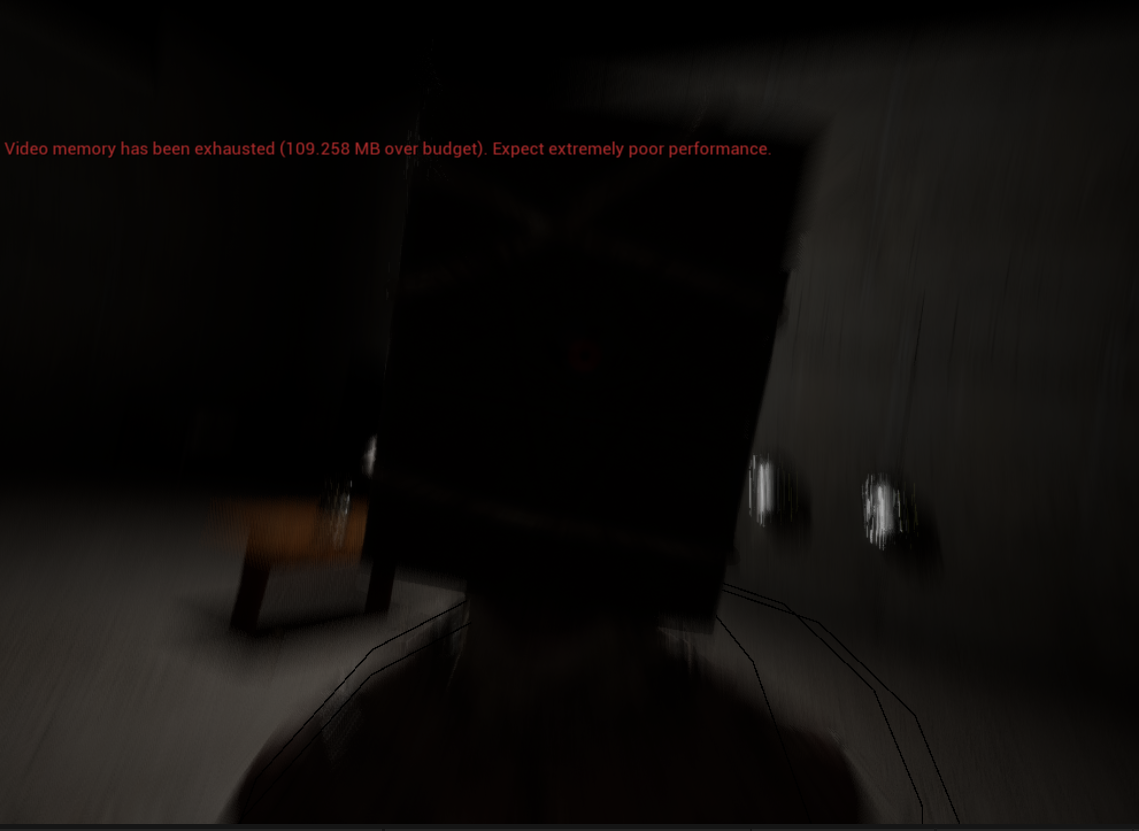 Video memory has been exhausted (109.258 MB over budget). Expect extremely poor performance.